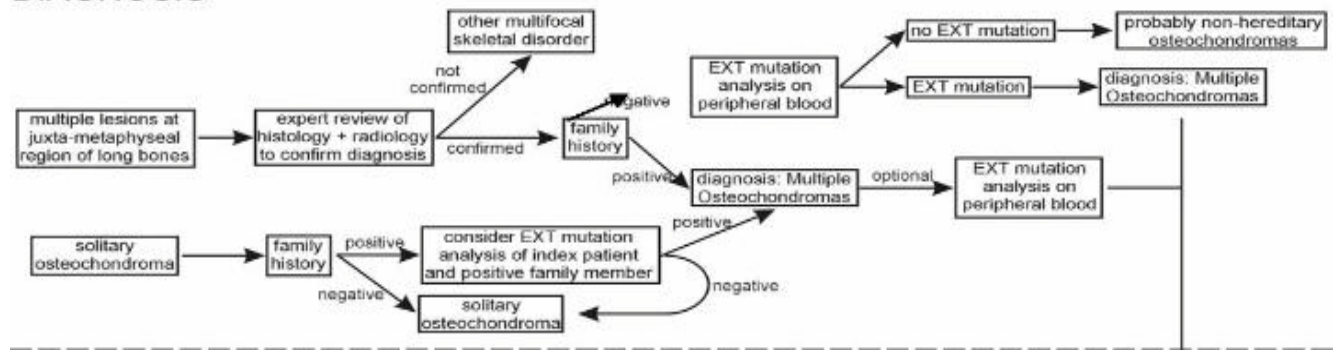 other multifocal
skeletal disorder
no EXT mutation
probably non-hereditary
osteochondromas
not
confirmed
EXT mutation
analysis on
peripheral blood
EXT mutation
diagnosis: Multiple
Osteochondromas
negative
multiple lesions at
juxta-metaphyseal
region of long bones
expert review of
histology + radiology
to confirm diagnosis
confirmed
family
history
positive
diagnosis: Multiple
Osteochondromas
optional
EXT mutation
analysis on
peripheral blood
solitary
osteochondroma
family
history
positive
consider EXT mutation
analysis of index patient
and positive family member
positive
negative
negative
solitary
osteochondroma